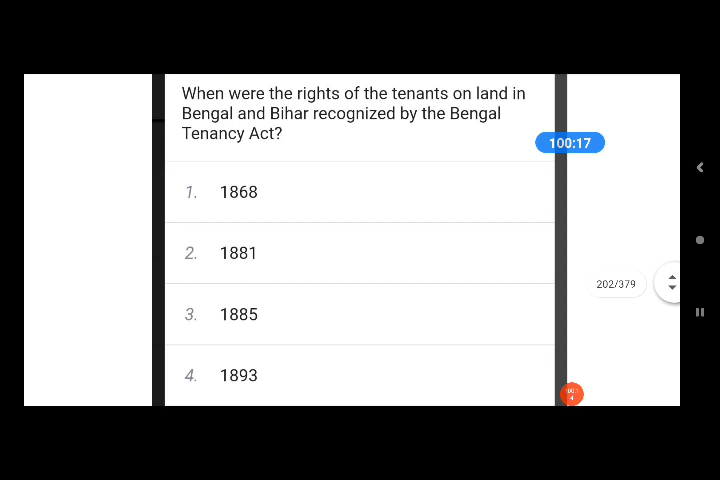 When were the rights of the tenants on land in
Bengal and Bihar recognized by the Bengal
Tenancy Act?
100:17
1. 1868
2. 1881
202/379
3. 1885
4. 1893